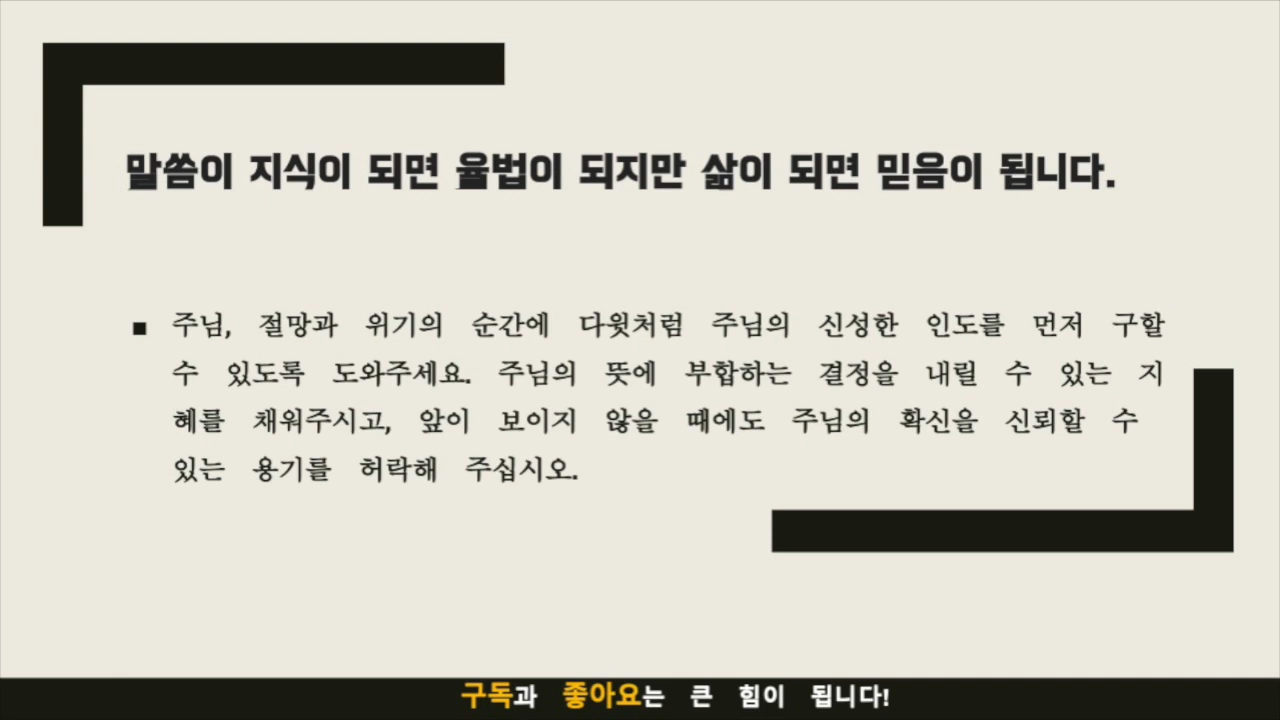 말씀이 지식이 되면 율법이 되지만 삶이 되면 믿음이 됩니다.
■ 주님, 절망과 위기의 순간에 다윗처럼 주님의 신성한 인도를 먼저 구할
수 있도록 도와주세요. 주님의 뜻에 부합하는 결정을 내릴 수 있는 지
혜를 채워주시고, 앞이 보이지 않을 때에도 주님의 확신을 신뢰할 수
있는 용기를 허락해 주십시오.
구독과 좋아요는 큰 힘이 됩니다!